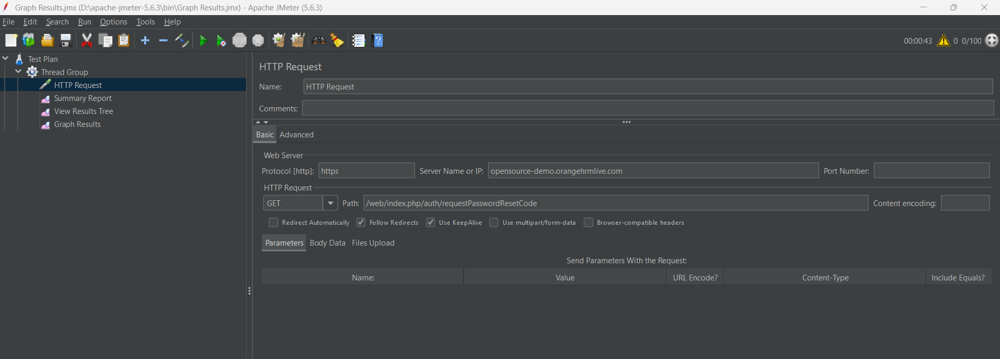 Graph Results.jmx (D:\apache-jmeter-5.6.3\bin\Graph Results.jmx) - Apache JMeter (5.6.3)
File Edit Search Run Options Tools Help
STOP ? 00:00:43 0 0/100
Test Plan
Thread Group
HTTP Request
Summary Report
View Results Tree
Graph Results
HTTP Request
Name: HTTP Request
Comments:
Basic Advanced
Web Server
Protocol [http]: https Server Name or IP: opensource-demo.orangehrmlive.com Port Number:
HTTP Request
GET Path: /web/index.php/auth/requestPasswordResetCode Content encoding:
Redirect Automatically Follow Redirects Use KeepAlive Use multipart/form-data Browser-compatible headers
Parameters Body Data Files Upload
Send Parameters With the Request:
Name: Value URL Encode? Content-Type Include Equals?